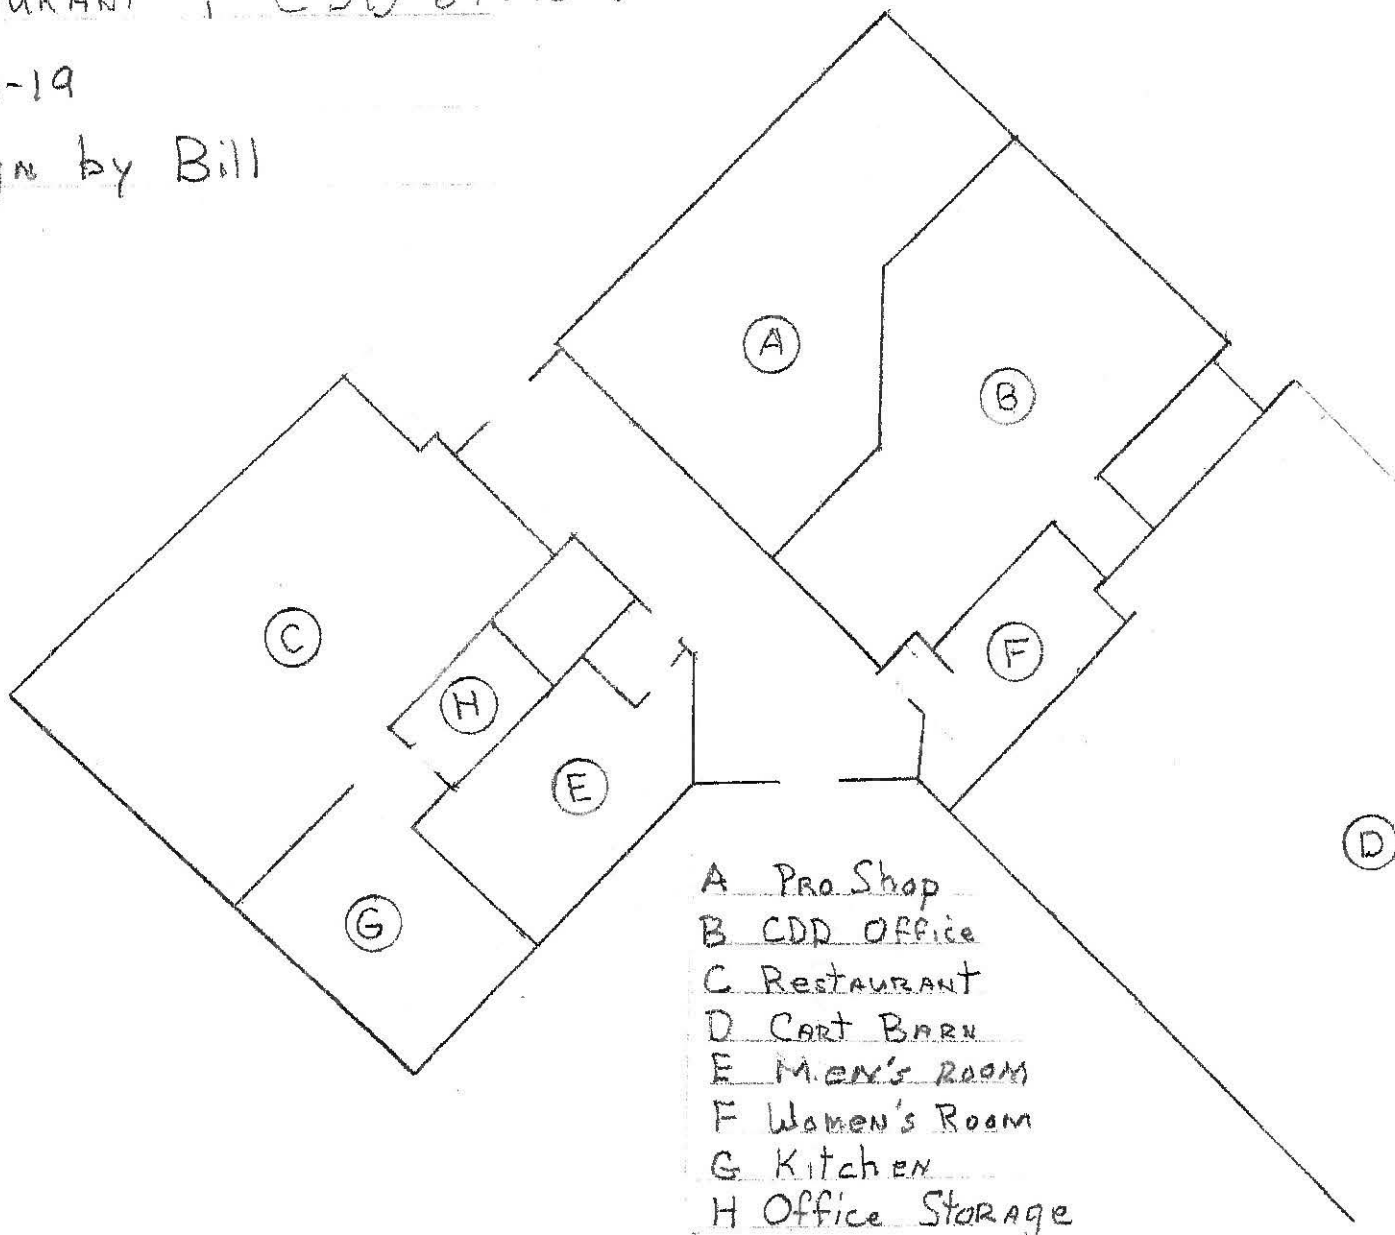 -19
by Bill
A
B
C
H
F
E
D
G
A Pro Shop
B CDD Office
C Restaurant
D Cart Barn
E Men's Room
F Women's Room
G Kitchen
H Office Storage